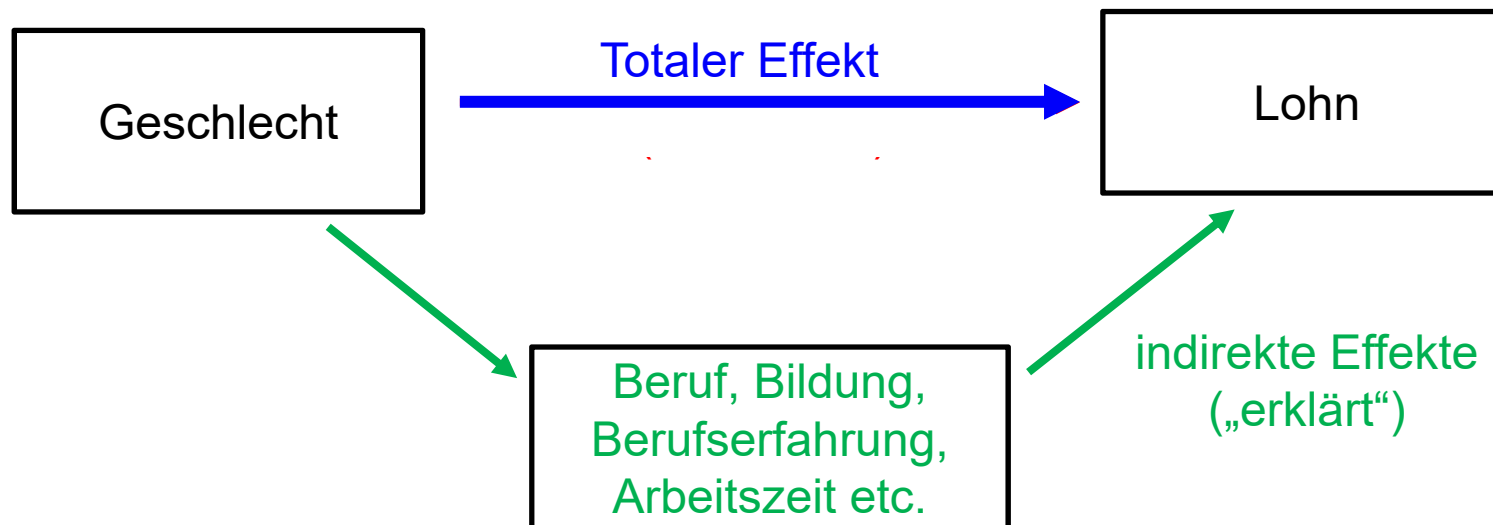 Totaler Effekt
Geschlecht
Lohn
Beruf, Bildung,
Berufserfahrung,
Arbeitszeit etc.
indirekte Effekte
(„erklärt“)